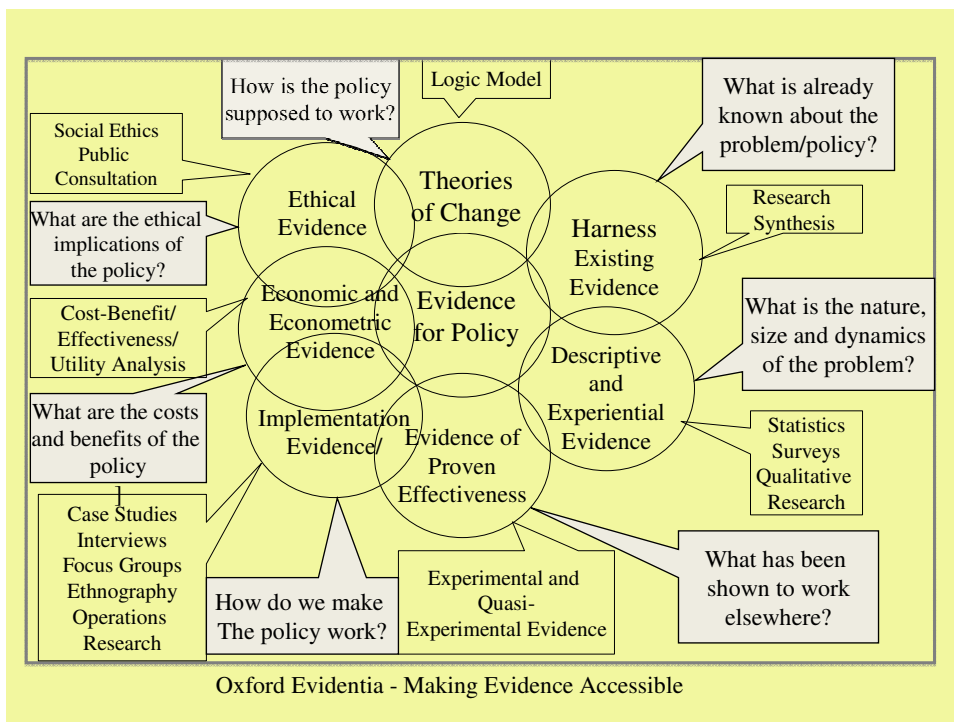 How is the policy
supposed to work?
Logic Model
What is already
known about the
problem/policy?
Social Ethics
Public
Consultation
Ethical
Evidence
Theories
of Change
Harness
Existing
Evidence
Research
Synthesis
What are the ethical
implications of
the policy?
Cost-Benefit/
Effectiveness/
Utility Analysis
Economic and
Econometric
Evidence
Evidence
for Policy
What is the nature,
size and dynamics
of the problem?
Descriptive
and
Experiential
Evidence
What are the costs
and benefits of the
policy
]
Implementation
Evidence/
Evidence of
Proven
Effectiveness
Statistics
Surveys
Qualitative
Research
Case Studies
Interviews
Focus Groups
Ethnography
Operations
Research
How do we make
The policy work?
Experimental and
Quasi-
Experimental Evidence
What has been
shown to work
elsewhere?
Oxford Evidentia - Making Evidence Accessible